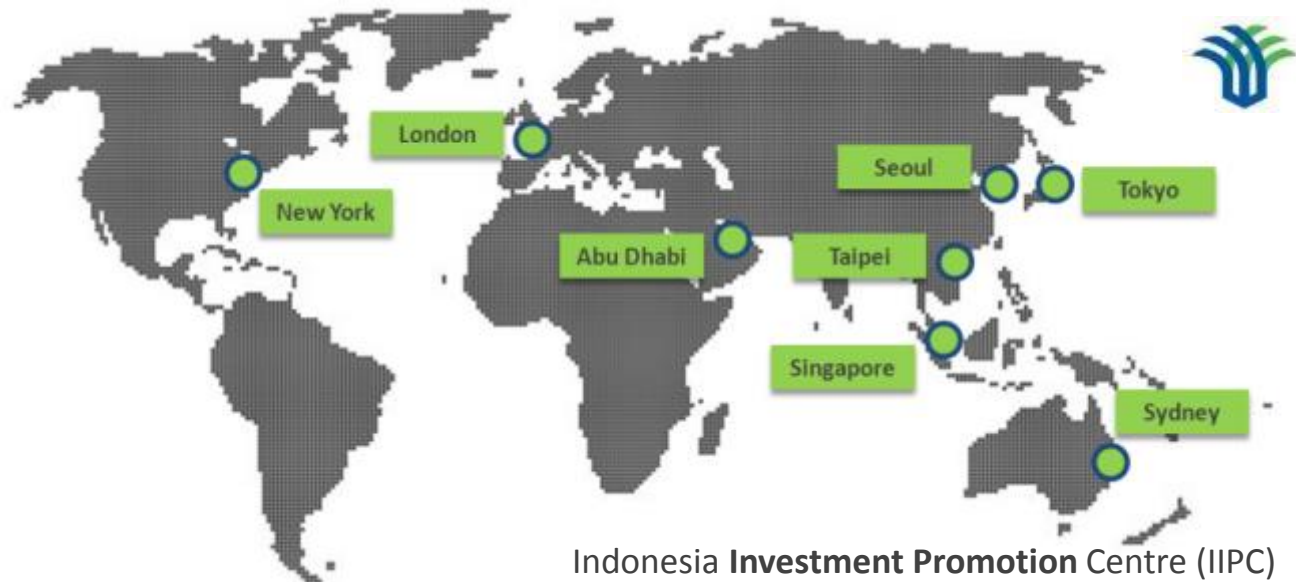 London
Seoul
Tokyo
New York
Abu Dhabi
Taipei
Singapore
Sydney
Indonesia Investment Promotion Centre (IIPC)